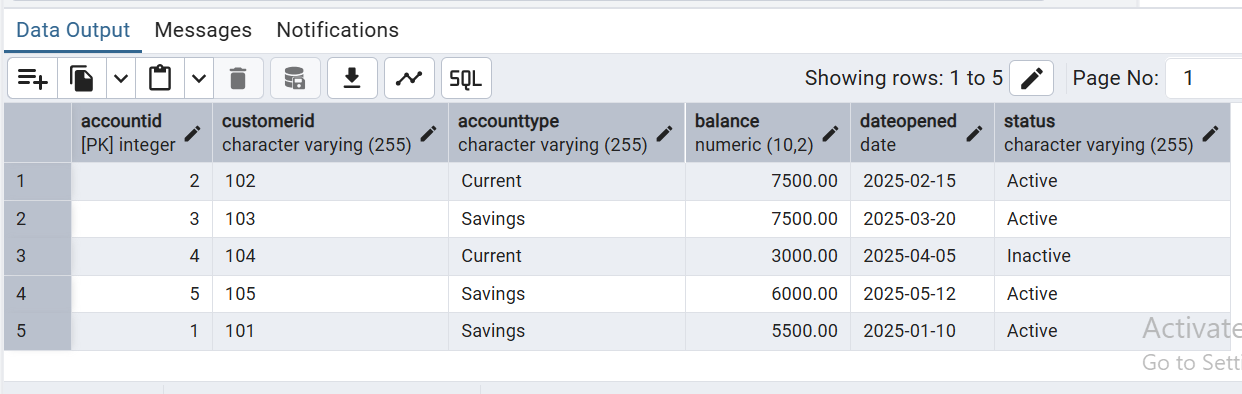 Data Output Messages Notifications
SQL Showing rows: 1 to 5 Page No: 1
accountid customerid accounttype balance dateopened status
[PK] integer character varying (255) character varying (255) numeric (10,2) date character varying (255)
1 2 102 Current 7500.00 2025-02-15 Active
2 3 103 Savings 7500.00 2025-03-20 Active
3 4 104 Current 3000.00 2025-04-05 Inactive
4 5 105 Savings 6000.00 2025-05-12 Active
5 1 101 Savings 5500.00 2025-01-10 Active
Activate
Go to Setti